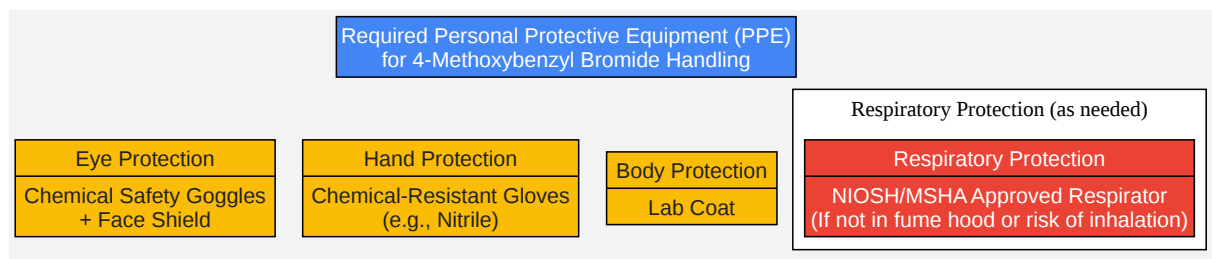 Required Personal Protective Equipment (PPE)
for 4-Methoxybenzyl Bromide Handling
Eye Protection
Chemical Safety Goggles
+ Face Shield
Hand Protection
Chemical-Resistant Gloves
(e.g., Nitrile)
Body Protection
Lab Coat
Respiratory Protection (as needed)
Respiratory Protection
NIOSH/MSHA Approved Respirator
(If not in fume hood or risk of inhalation)